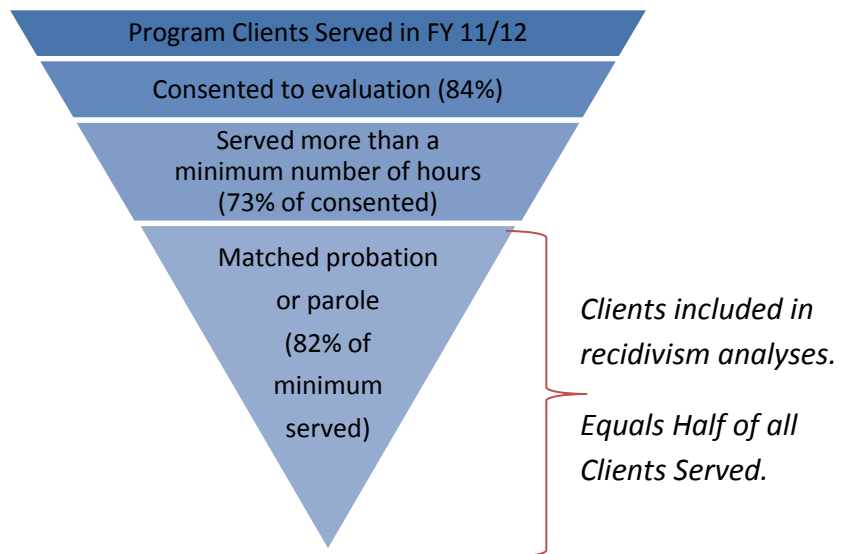 Program Clients Served in FY 11/12
Consented to evaluation (84%)
Served more than a
minimum number of hours
(73% of consented)
Matched probation
or parole
(82% of
minimum
served)
Clients included in
recidivism analyses.
Equals Half of all
Clients Served.